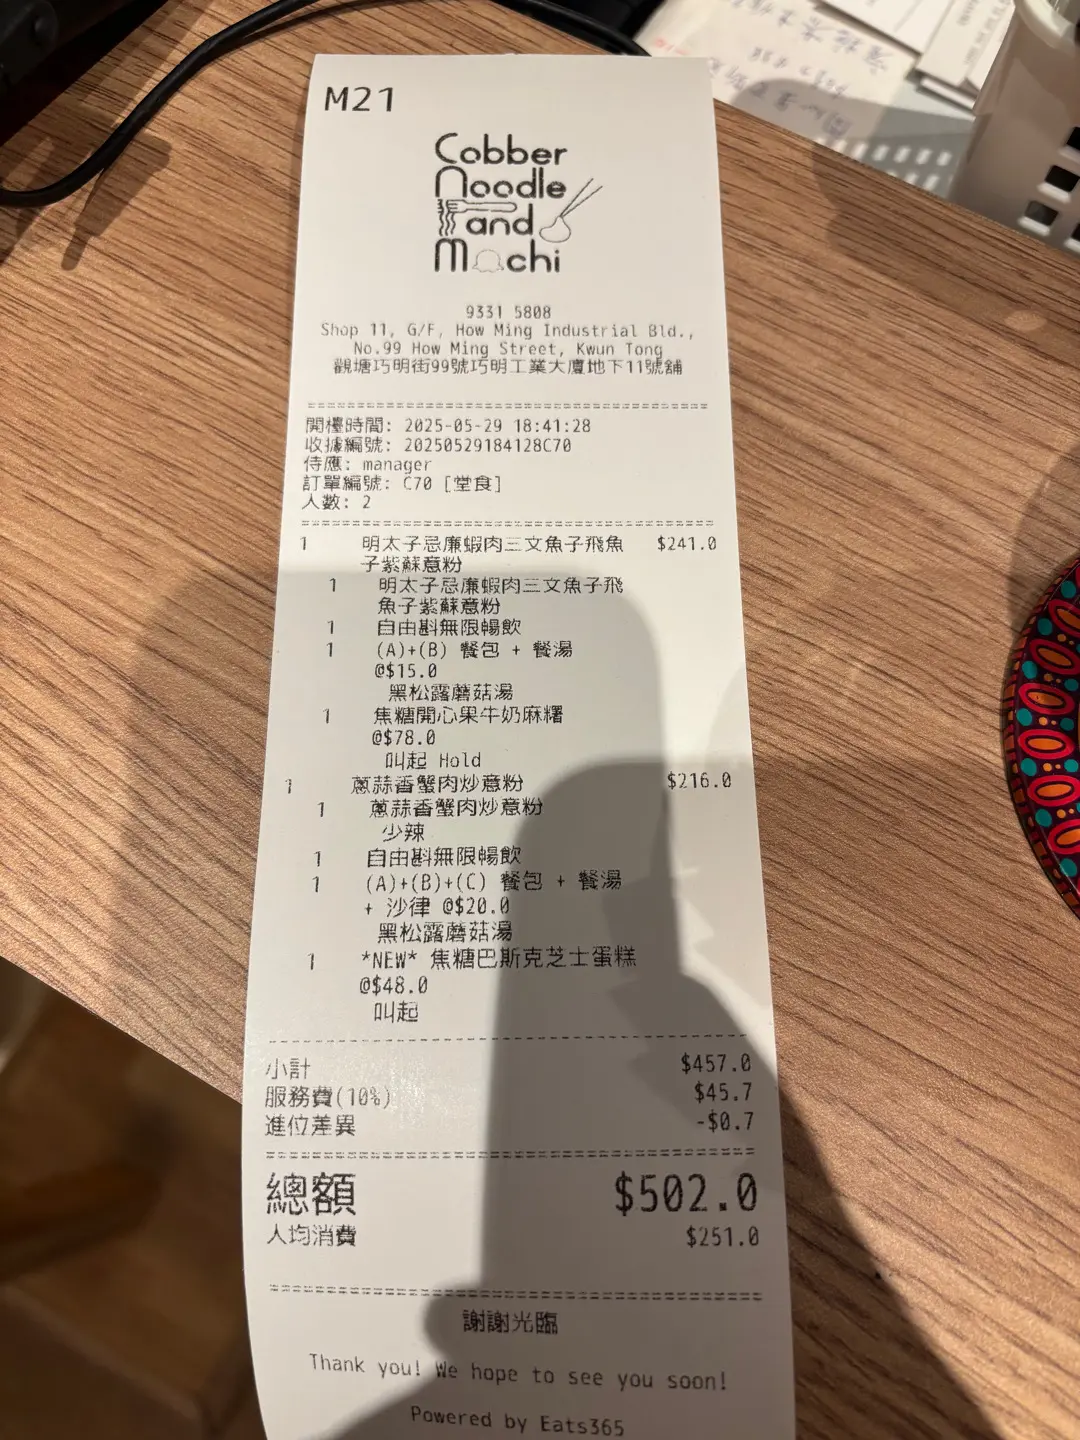 M21
Cobber
Noodle
and
Mochi
9331 5808
Shop 11, G/F, How Ming Industrial Bld.,
No.99 How Ming Street, Kwun Tong
觀塘巧明街99號巧明工業大廈地下11號舖
開檯時間: 2025-05-29 18:41:28
收據編號: 20250529184128C70
侍應: manager
訂單編號: C70 [堂食]
人數: 2
1 明太子忌廉蝦肉三文魚子飛魚 $241.0
子紫蘇意粉
1 明太子忌廉蝦肉三文魚子飛
魚子紫蘇意粉
1 自由斟無限暢飲
1 (A)+(B) 餐包 + 餐湯
@$15.0
黑松露蘑菇湯
1 焦糖開心果牛奶麻糬
@$78.0
叫起 Hold
1 蔥蒜香蟹肉炒意粉 $216.0
1 蔥蒜香蟹肉炒意粉
少辣
1 自由斟無限暢飲
1 (A)+(B)+(C) 餐包 + 餐湯
+ 沙律 @$20.0
黑松露蘑菇湯
1 *NEW* 焦糖巴斯克芝士蛋糕
@$48.0
叫起
小計 $457.0
服務費(10%) $45.7
進位差異 -$0.7
總額 $502.0
人均消費 $251.0
謝謝光臨
Thank you! We hope to see you soon!
Powered by Eats365